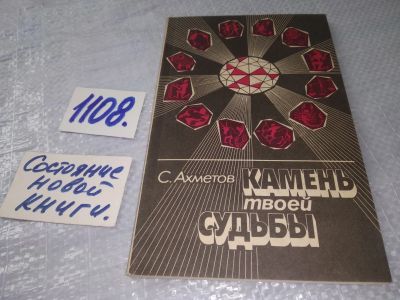 1108.
Состояние
новой
книги.
С. Ахметов
КАМЕНЬ
твоей
СУДЬБЫ